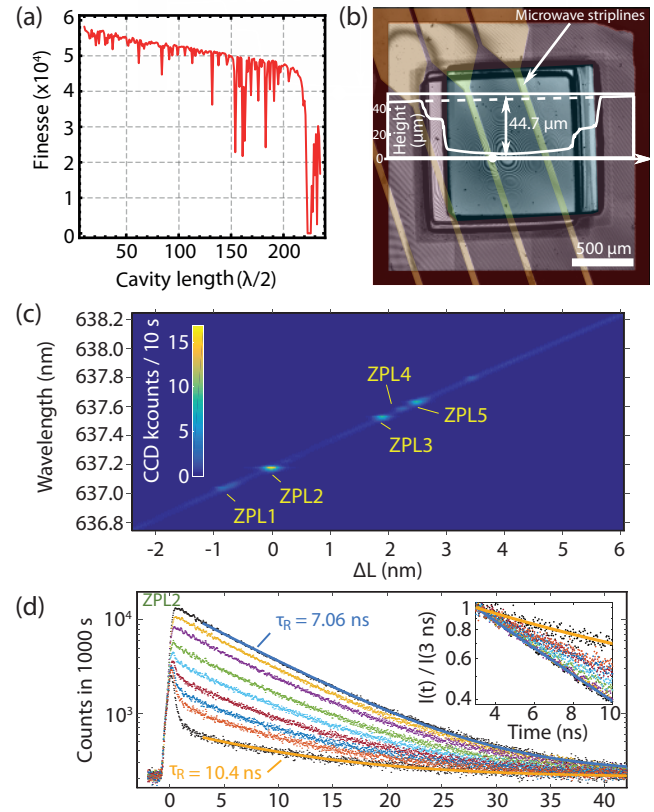 (a)
6
5
4
3
2
1
0
Finesse (x10⁴)
50
100
150
200
Cavity length (λ/2)
(b)
Microwave striplines
40
20
0
Height (μm)
44.7 μm
500 μm
(c)
638.2
638.0
637.8
637.6
637.4
637.2
637.0
636.8
Wavelength (nm)
15
10
5
0
CCD kcounts / 10 s
ZPL4
ZPL5
ZPL3
ZPL2
ZPL1
-2
-1
0
1
2
3
4
5
6
ΔL (nm)
(d)
ZPL2
10⁴
10³
Counts in 1000 s
τR = 7.06 ns
τR = 10.4 ns
0
5
10
15
20
25
30
35
40
1
0.8
0.6
0.4
I(t) / I(3 ns)
4
6
8
10
Time (ns)